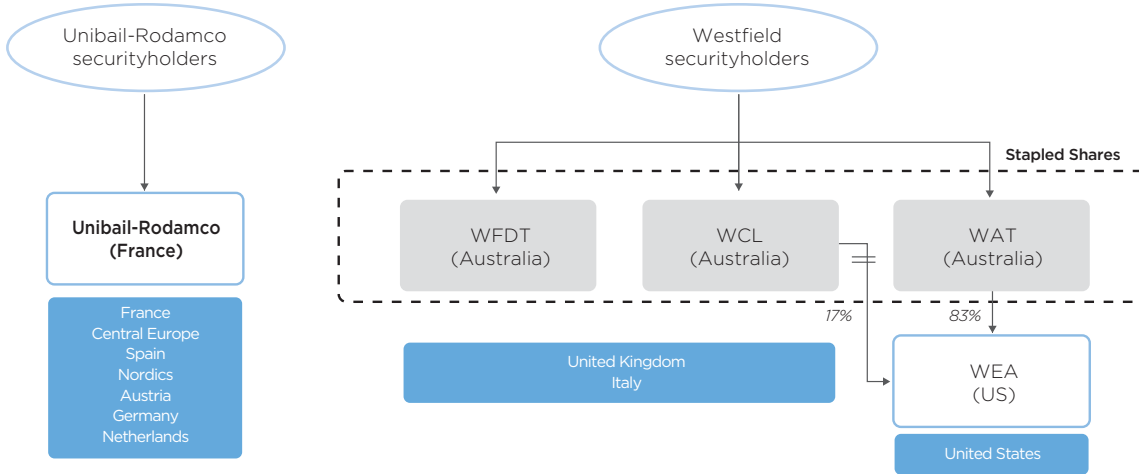 Unibail-Rodamco
securityholders
Westfield
securityholders
Stapled Shares
Unibail-Rodamco
(France)
WFDT
(Australia)
WCL
(Australia)
WAT
(Australia)
France
Central Europe
Spain
Nordics
Austria
Germany
Netherlands
17%
83%
United Kingdom
Italy
WEA
(US)
United States